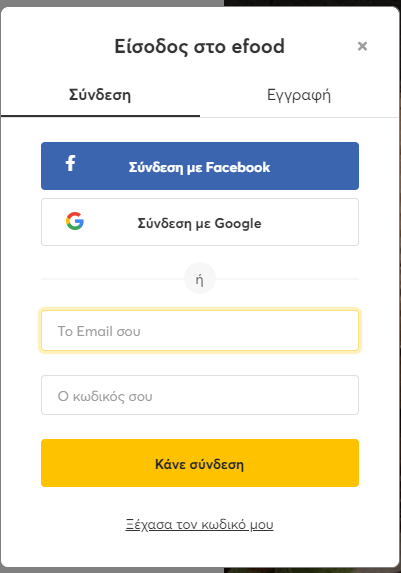 Είσοδος στο efood
×
Σύνδεση
Εγγραφή
Σύνδεση με Facebook
Σύνδεση με Google
ή
Το Email σου
Ο κωδικός σου
Κάνε σύνδεση
Ξέχασα τον κωδικό μου